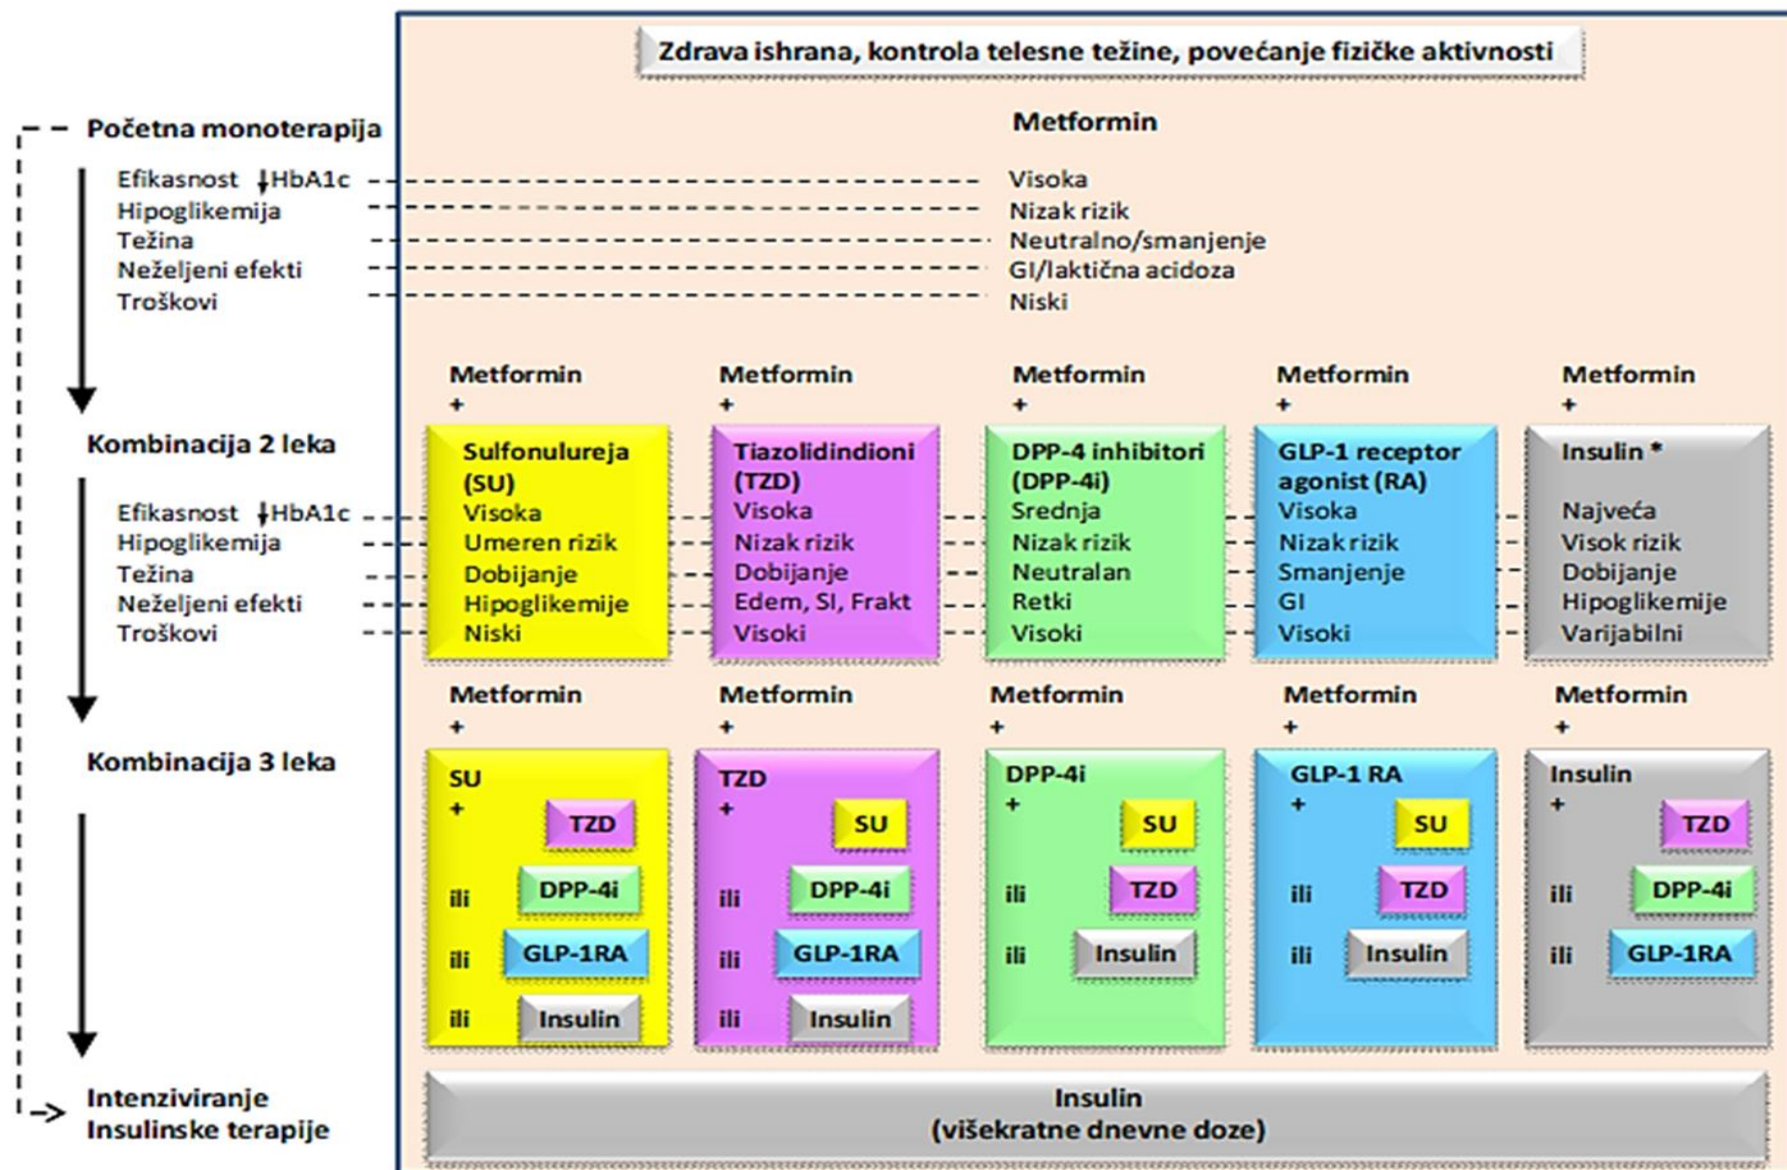 Zdrava ishrana, kontrola telesne težine, povećanje fizičke aktivnosti
Početna monoterapija
Metformin
Efikasnost ↓HbA1c Visoka
Hipoglikemija Nizak rizik
Težina Neutralno/smanjenje
Neželjeni efekti GI/laktična acidoza
Troškovi Niski
Metformin Metformin Metformin Metformin Metformin
+ + + + +
Kombinacija 2 leka
Sulfonulureja Tiazolidindioni DPP-4 inhibitori GLP-1 receptor Insulin *
(SU) (TZD) (DPP-4i) agonist (RA)
Efikasnost ↓HbA1c Visoka Visoka Srednja Visoka Najveća
Hipoglikemija Umeren rizik Nizak rizik Nizak rizik Nizak rizik Visok rizik
Težina Dobijanje Dobijanje Neutralan Smanjenje Dobijanje
Neželjeni efekti Hipoglikemije Edem, SI, Frakt Retki GI Hipoglikemije
Troškovi Niski Visoki Visoki Visoki Varijabilni
Metformin Metformin Metformin Metformin Metformin
+ + + + +
Kombinacija 3 leka
SU TZD DPP-4i GLP-1 RA Insulin
+ + + + +
TZD SU SU SU TZD
ili DPP-4i ili DPP-4i ili TZD ili TZD ili DPP-4i
ili GLP-1RA ili GLP-1RA ili Insulin ili Insulin ili GLP-1RA
ili Insulin ili Insulin
Intenziviranje
Insulinske terapije
Insulin
(višekratne dnevne doze)